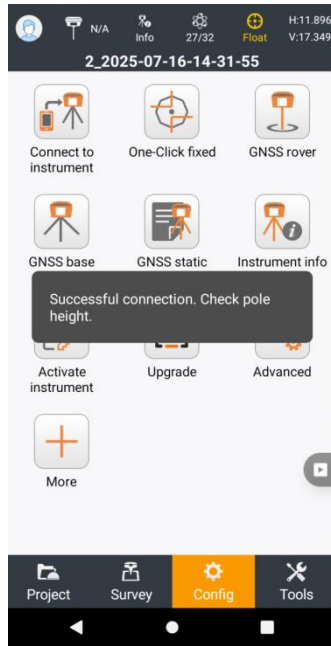 N/A
Info
27/32
Float
H:11.896
V:17.349
2_2025-07-16-14-31-55
Connect to
instrument
One-Click fixed
GNSS rover
GNSS base
GNSS static
Instrument info
Successful connection. Check pole
height.
Activate
instrument
Upgrade
Advanced
More
Project
Survey
Config
Tools